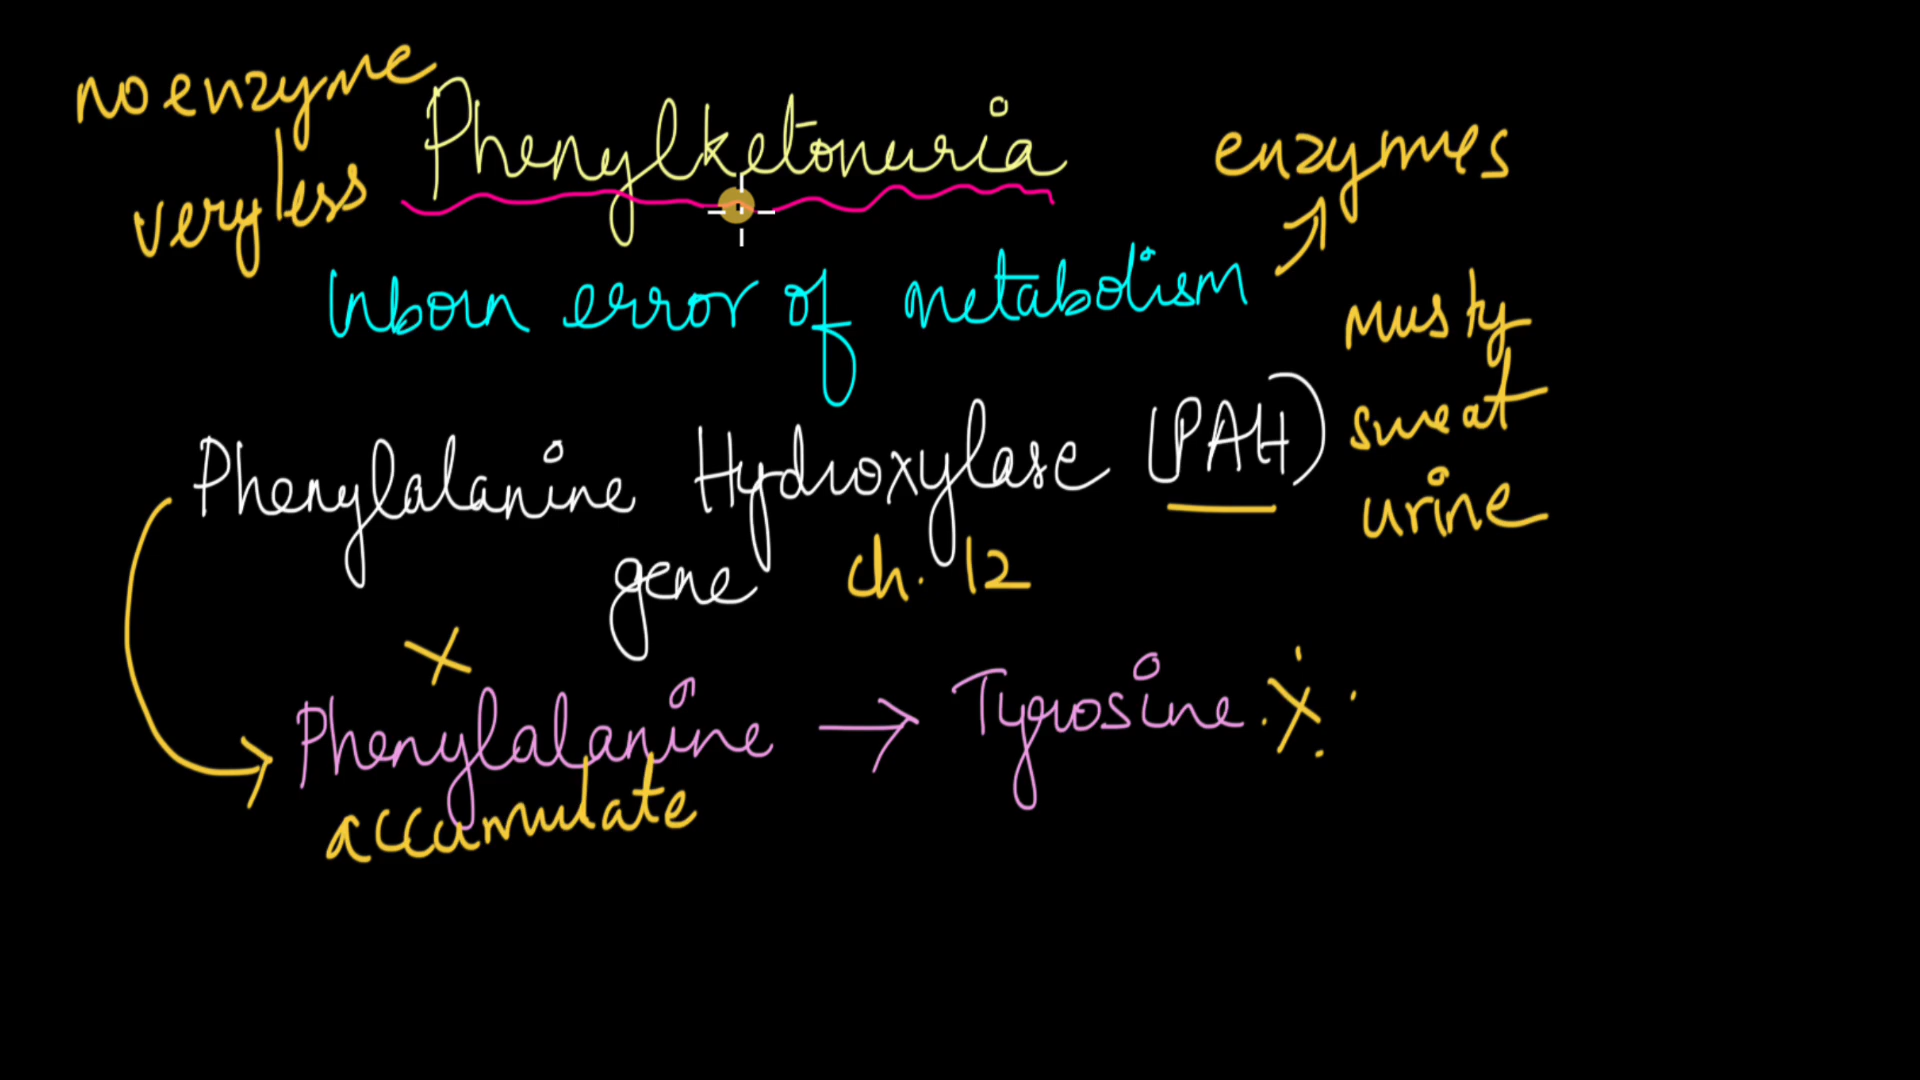 no enzyme
very less
Phenylketonuria
enzymes
Inborn error of metabolism
musty
sweat
urine
Phenylalanine Hydroxylase (PAH)
gene ch. 12
X
Phenylalanine → Tyrosine X
accumulate